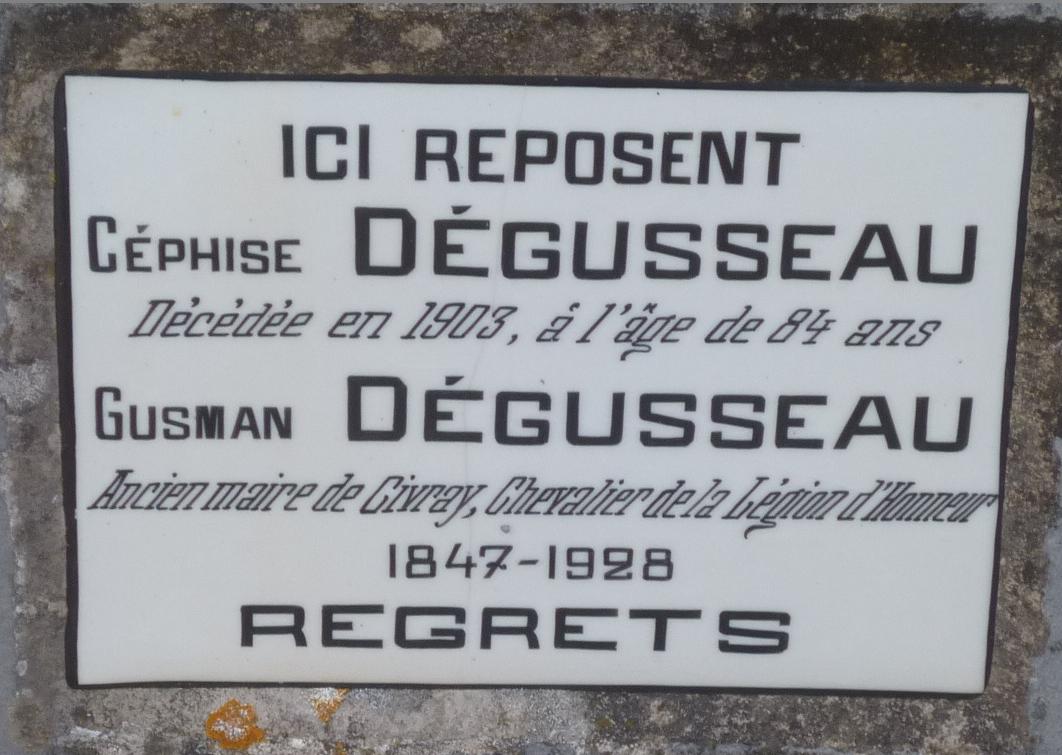 ICI REPOSENT
CÉPHISE DÉGUSSEAU
Décédée en 1903, á l'âge de 84 ans
GUSMAN DÉGUSSEAU
Ancien maire de Civray, Chevalier de la Légion d'Honneur
1847-1928
REGRETS